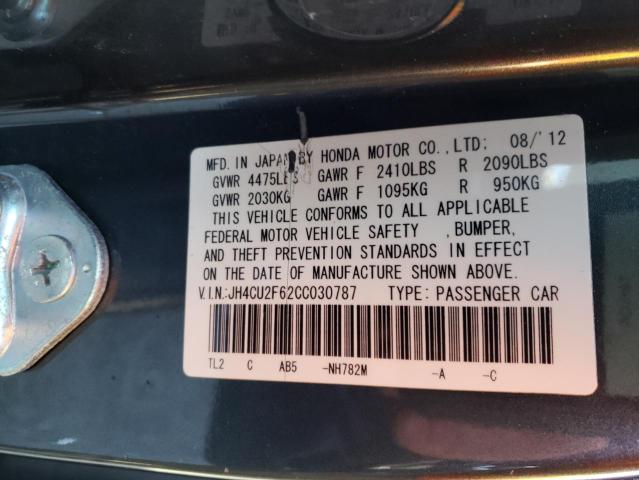 MFD. IN JAPAN BY HONDA MOTOR CO., LTD: 08/'12
GVWR 4475LBS GAWR F 2410LBS R 2090LBS
GVWR 2030KG GAWR F 1095KG R 950KG
THIS VEHICLE CONFORMS TO ALL APPLICABLE
FEDERAL MOTOR VEHICLE SAFETY , BUMPER,
AND THEFT PREVENTION STANDARDS IN EFFECT
ON THE DATE OF MANUFACTURE SHOWN ABOVE.
V.I.N:JH4CU2F62CC030787 TYPE: PASSENGER CAR
TL2 C AB5 -NH782M -A -C